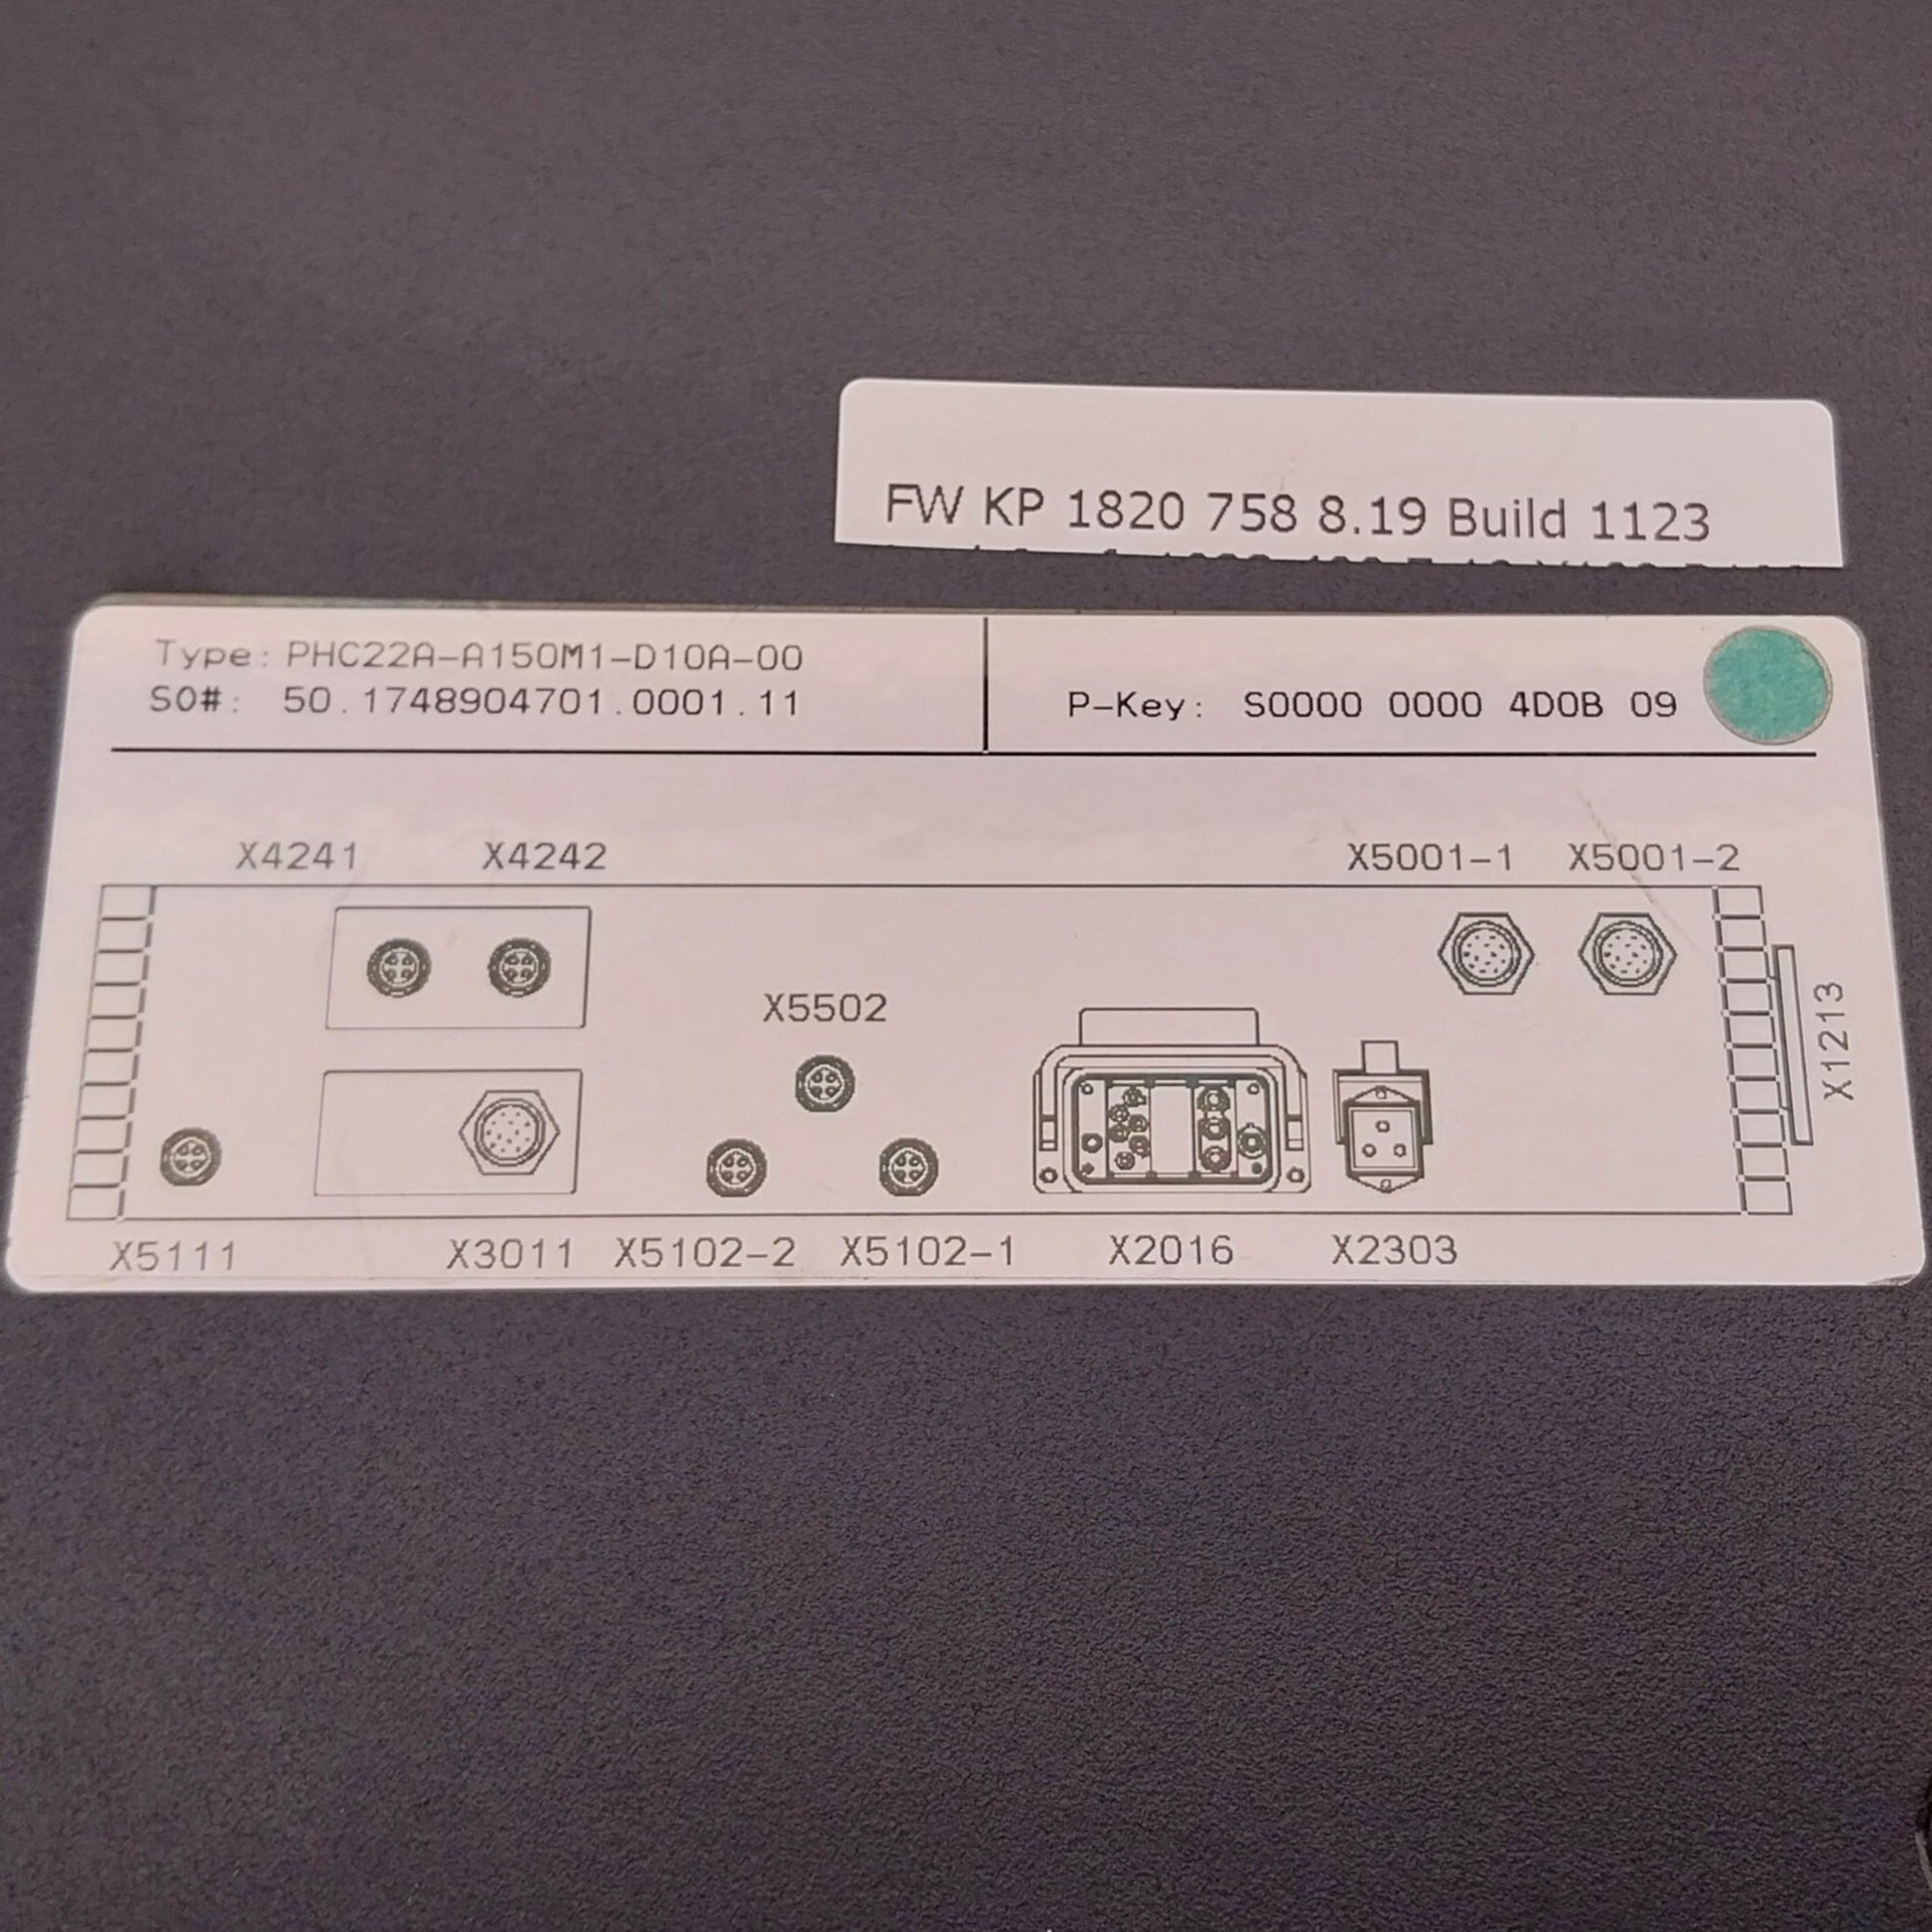 FW KP 1820 758 8.19 Build 1123
Type: PHC22A-A150M1-D10A-00
SO#: 50.1748904701.0001.11
P-Key: S0000 0000 4D0B 09
X4241 X4242 X5001-1 X5001-2
X5502
X1213
X5111 X3011 X5102-2 X5102-1 X2016 X2303